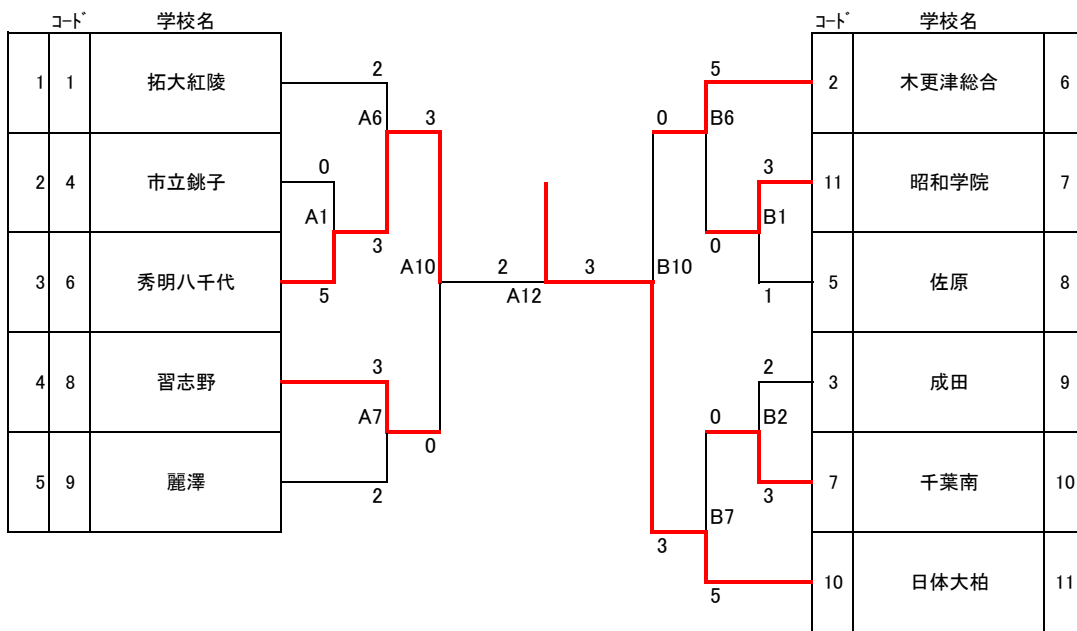 コード 学校名 コード 学校名
1 1 拓大紅陵 2 5 2 木更津総合 6
A6 3 0 B6
2 4 市立銚子 0 3 11 昭和学院 7
A1 B1
3 0
3 6 秀明八千代 5 A10 2 3 B10 1 5 佐原 8
A12
4 8 習志野 3 2 3 成田 9
A7 0 B2
0
5 9 麗澤 2 3 7 千葉南 10
B7
3
5 10 日体大柏 11